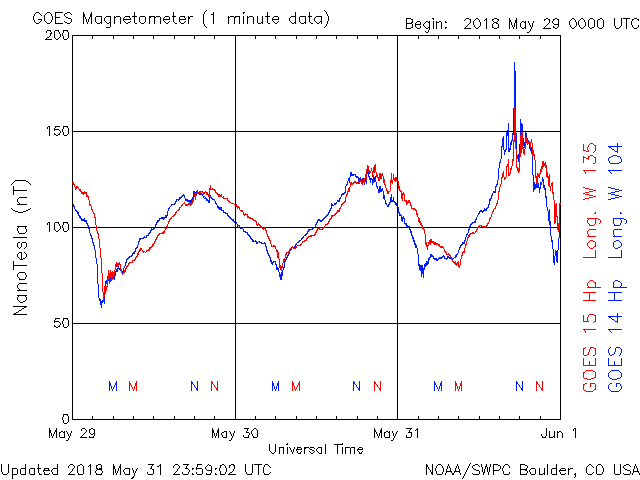 GOES Magnetometer (1 minute data)
Begin: 2018 May 29 0000 UTC
200
150
100
50
0
NanoTesla (nT)
M M N N M M N N M M N N
May 29 May 30 May 31 Jun 1
Universal Time
GOES 15 Hp Long. W 135
GOES 14 Hp Long. W 104
Updated 2018 May 31 23:59:02 UTC
NOAA/SWPC Boulder, CO USA